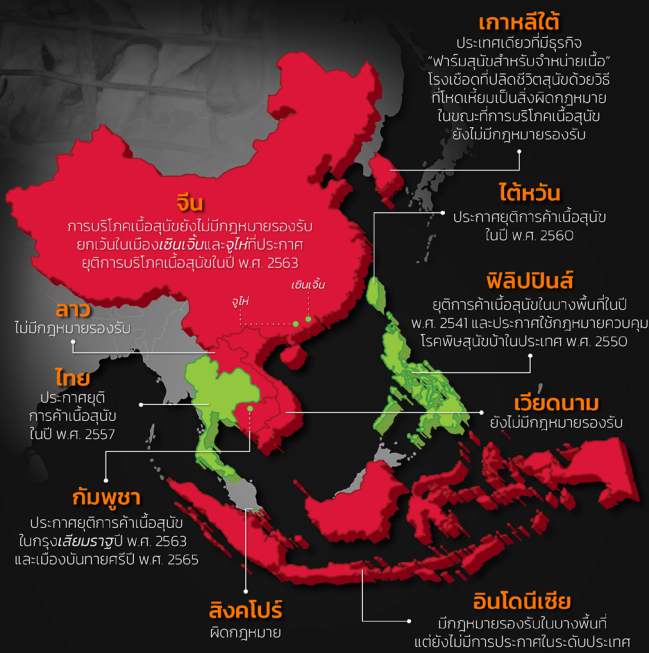 เกาหลีใต้
ประเทศเดียวที่มีธุรกิจ
“ฟาร์มสุนัขสำหรับจำหน่ายเนื้อ”
โรงเชือดที่ปลิดชีวิตสุนัขด้วยวิธี
ที่โหดเหี้ยมเป็นสิ่งผิดกฎหมาย
ในขณะที่การบริโภคเนื้อสุนัข
ยังไม่มีกฎหมายรองรับ
จีน
การบริโภคเนื้อสุนัขยังไม่มีกฎหมายรองรับ
ยกเว้นในเมืองเซินเจิ้นและจูไห่ที่ประกาศ
ยุติการบริโภคเนื้อสุนัขในปี พ.ศ. 2563
เซินเจิ้น
จูไห่
ไต้หวัน
ประกาศยุติการค้าเนื้อสุนัข
ในปี พ.ศ. 2560
ฟิลิปปินส์
ยุติการค้าเนื้อสุนัขในบางพื้นที่ในปี
พ.ศ. 2541 และประกาศใช้กฎหมายควบคุม
โรคพิษสุนัขบ้าในประเทศ พ.ศ. 2550
ลาว
ไม่มีกฎหมายรองรับ
ไทย
ประกาศยุติ
การค้าเนื้อสุนัข
ในปี พ.ศ. 2557
เวียดนาม
ยังไม่มีกฎหมายรองรับ
กัมพูชา
ประกาศยุติการค้าเนื้อสุนัข
ในกรุงเสียมราฐปี พ.ศ. 2563
และเมืองบันทายศรีปี พ.ศ. 2565
สิงคโปร์
ผิดกฎหมาย
อินโดนีเซีย
มีกฎหมายรองรับในบางพื้นที่
แต่ยังไม่มีการประกาศในระดับประเทศ